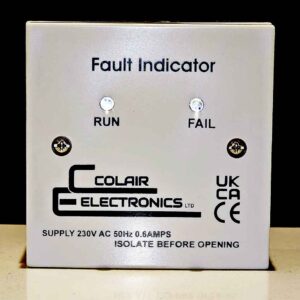 Fault Indicator
RUN FAIL
COLAIR
ELECTRONICS LTD
UK
CA
CE
SUPPLY 230V AC 50Hz 0.6AMPS
ISOLATE BEFORE OPENING